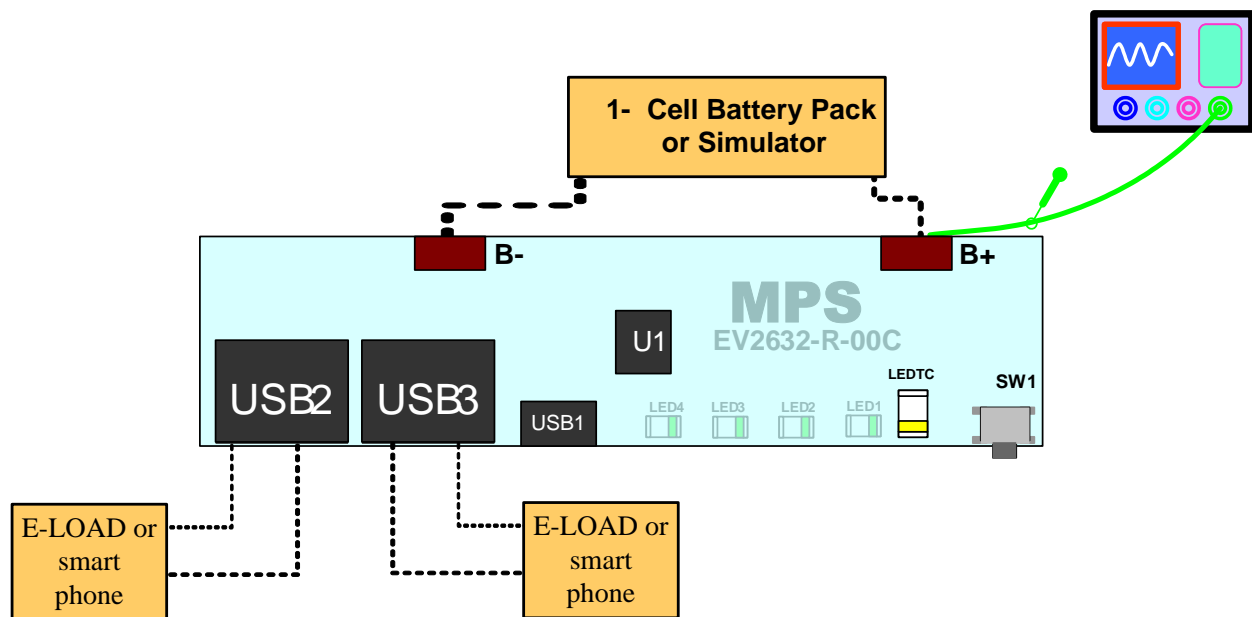 1- Cell Battery Pack
or Simulator
B-
B+
MPS
EV2632-R-00C
U1
USB2
USB3
USB1
LED4
LED3
LED2
LED1
LEDTC
SW1
E-LOAD or
smart
phone
E-LOAD or
smart
phone